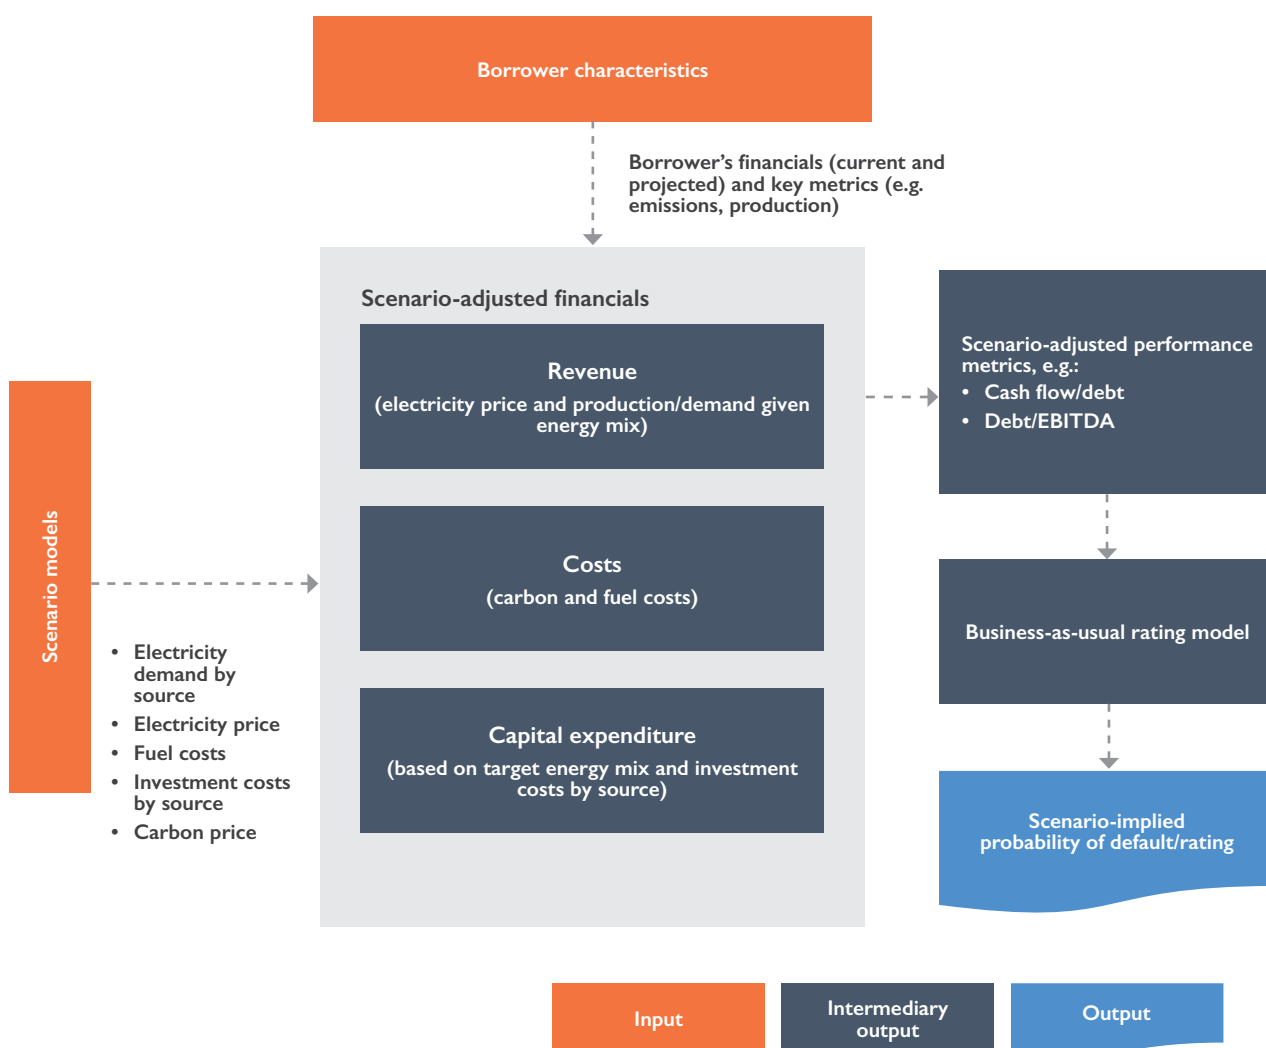 Borrower characteristics
Borrower’s financials (current and
projected) and key metrics (e.g.
emissions, production)
Scenario-adjusted financials
Revenue
(electricity price and production/demand given
energy mix)
Costs
(carbon and fuel costs)
Capital expenditure
(based on target energy mix and investment
costs by source)
Scenario models
• Electricity
demand by
source
• Electricity price
• Fuel costs
• Investment costs
by source
• Carbon price
Scenario-adjusted performance
metrics, e.g.:
• Cash flow/debt
• Debt/EBITDA
Business-as-usual rating model
Scenario-implied
probability of default/rating
Input
Intermediary
output
Output